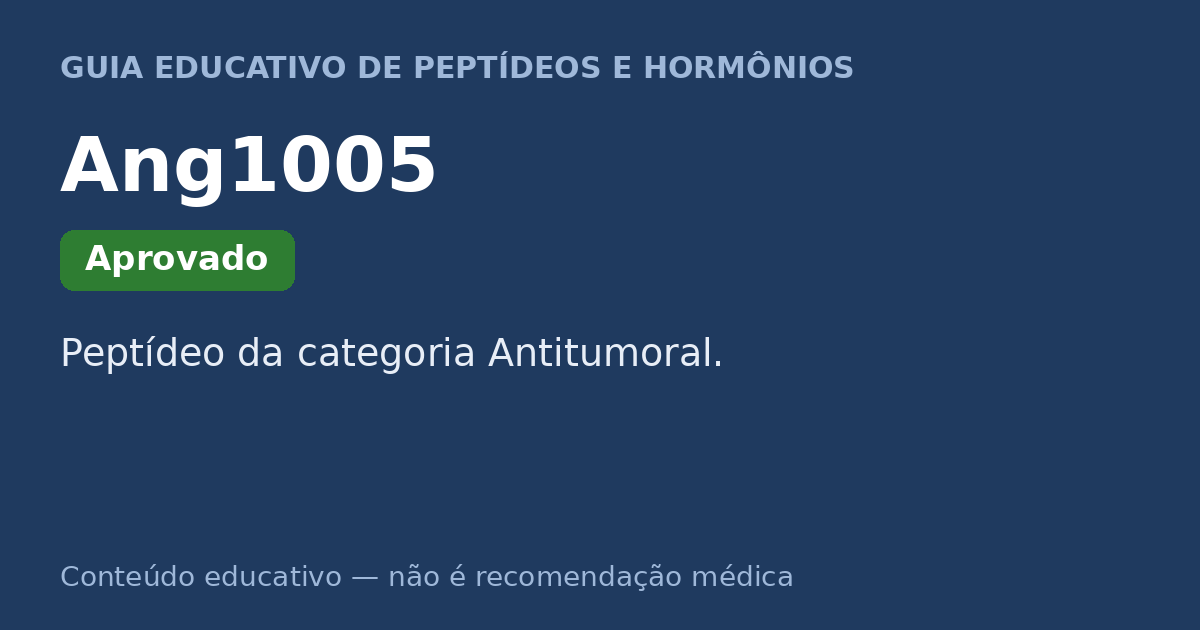 GUIA EDUCATIVO DE PEPTÍDEOS E HORMÔNIOS
Ang1005
Aprovado
Peptídeo da categoria Antitumoral.
Conteúdo educativo — não é recomendação médica